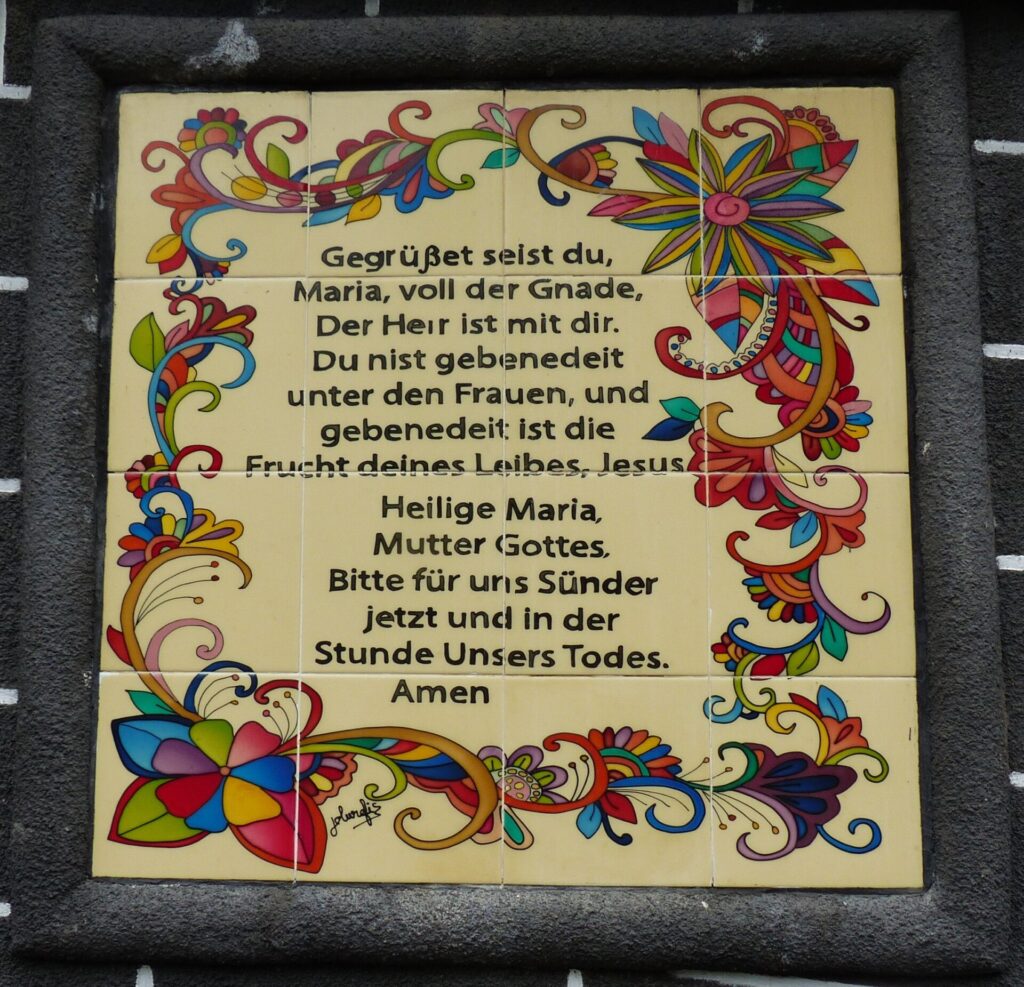 Gegrüßet seist du,
Maria, voll der Gnade,
Der Herr ist mit dir.
Du nist gebenedeit
unter den Frauen, und
gebenedeit ist die
Frucht deines Leibes, Jesus
Heilige Maria,
Mutter Gottes,
Bitte für uns Sünder
jetzt und in der
Stunde Unsers Todes.
Amen